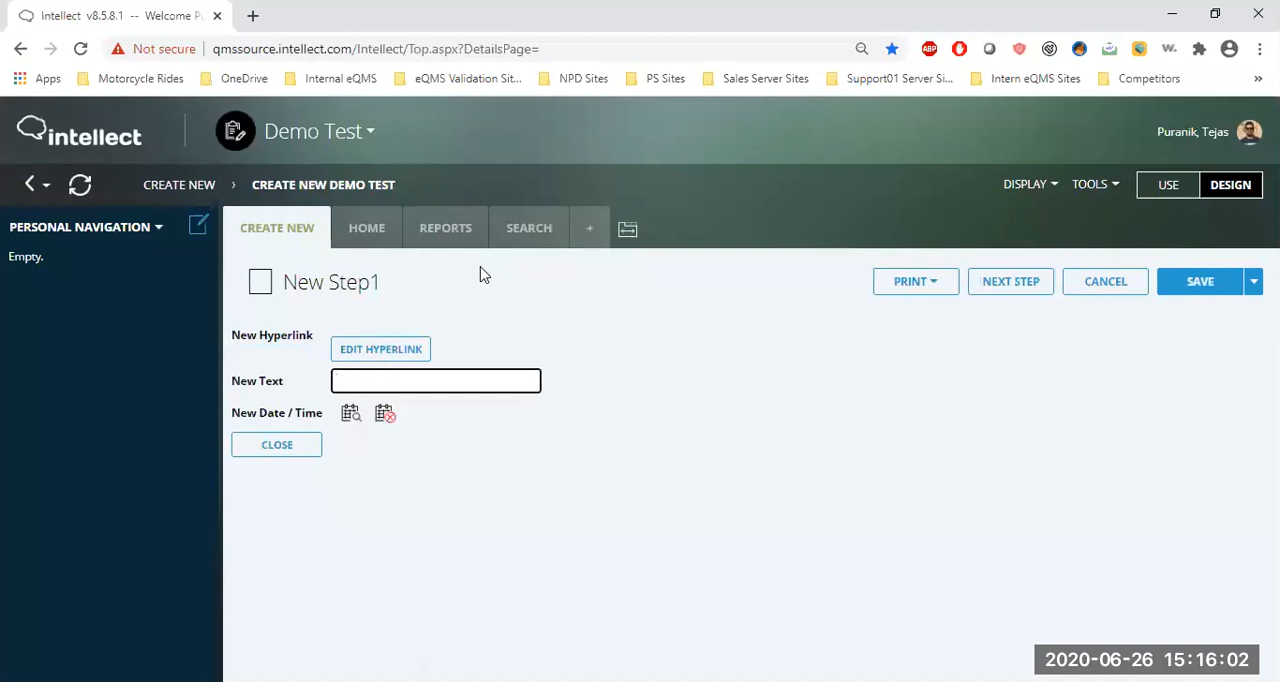 Intellect v8.5.8.1 -- Welcome Pu
Not secure | qmssource.intellect.com/Intellect/Top.aspx?DetailsPage=
ABP
W.
Apps Motorcycle Rides OneDrive Internal eQMS eQMS Validation Sit... NPD Sites PS Sites Sales Server Sites Support01 Server Si... Intern eQMS Sites Competitors »
intellect Demo Test Puranik, Tejas
CREATE NEW › CREATE NEW DEMO TEST DISPLAY TOOLS USE DESIGN
PERSONAL NAVIGATION CREATE NEW HOME REPORTS SEARCH +
Empty.
New Step1 PRINT NEXT STEP CANCEL SAVE
New Hyperlink
EDIT HYPERLINK
New Text
New Date / Time
CLOSE
2020-06-26 15:16:02